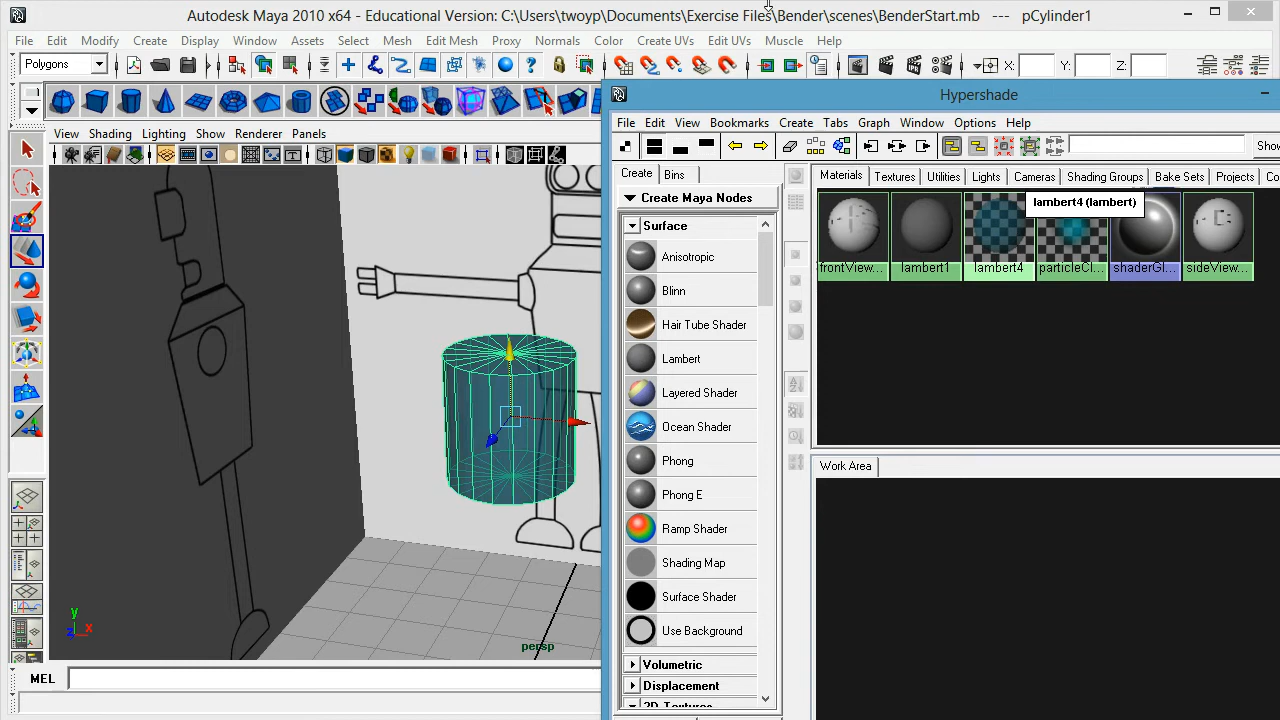 Autodesk Maya 2010 x64 - Educational Version: C:\Users\twoyp\Documents\Exercise Files\Bender\scenes\BenderStart.mb   ---   pCylinder1
File Edit Modify Create Display Window Assets Select Mesh Edit Mesh Proxy Normals Color Create UVs Edit UVs Muscle Help
Polygons X: Y: Z:
Hypershade
View Shading Lighting Show Renderer Panels
File Edit View Bookmarks Create Tabs Graph Window Options Help
Show
Create Bins
Materials Textures Utilities Lights Cameras Shading Groups Bake Sets Projects Co
Create Maya Nodes
lambert4 (lambert)
Surface
Anisotropic
frontView... lambert1 lambert4 particleCl... shaderGl... sideView...
Blinn
Hair Tube Shader
Lambert
Layered Shader
Ocean Shader
Phong
Work Area
Phong E
Ramp Shader
Shading Map
Surface Shader
Use Background
y
z x
persp
Volumetric
MEL
Displacement
2D Textures